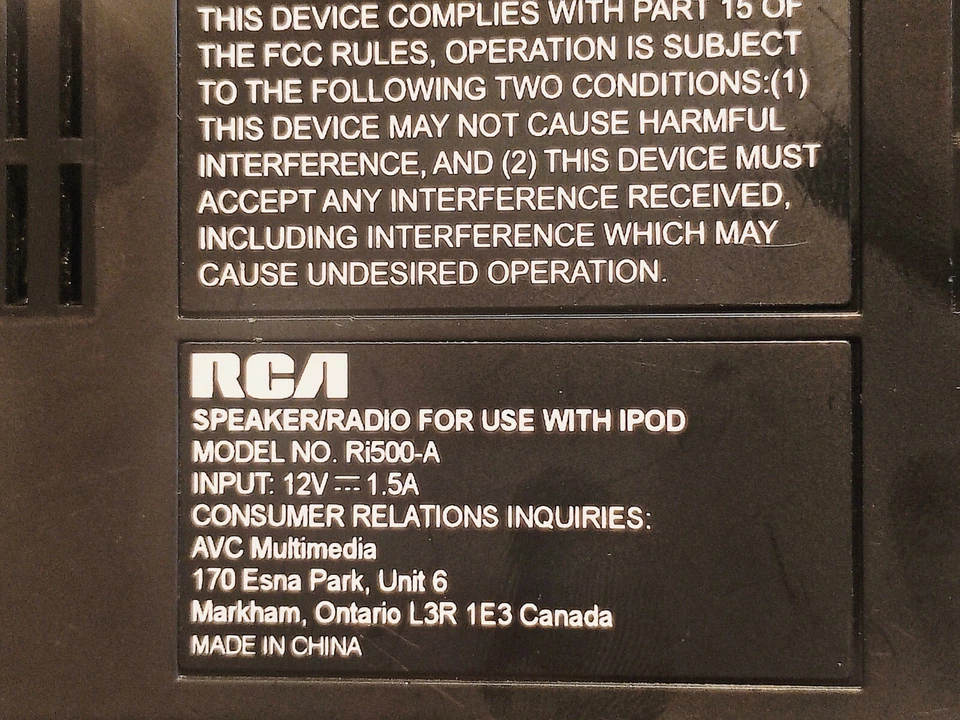 THIS DEVICE COMPLIES WITH PART 15 OF
THE FCC RULES, OPERATION IS SUBJECT
TO THE FOLLOWING TWO CONDITIONS:(1)
THIS DEVICE MAY NOT CAUSE HARMFUL
INTERFERENCE, AND (2) THIS DEVICE MUST
ACCEPT ANY INTERFERENCE RECEIVED,
INCLUDING INTERFERENCE WHICH MAY
CAUSE UNDESIRED OPERATION.
RCA
SPEAKER/RADIO FOR USE WITH IPOD
MODEL NO. Ri500-A
INPUT: 12V ⎓ 1.5A
CONSUMER RELATIONS INQUIRIES:
AVC Multimedia
170 Esna Park, Unit 6
Markham, Ontario L3R 1E3 Canada
MADE IN CHINA